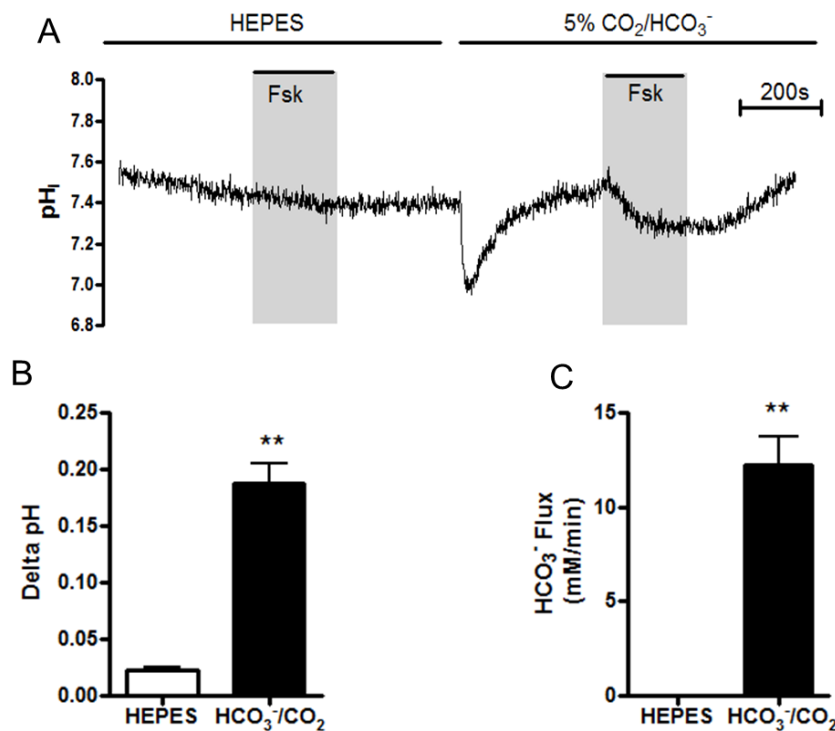 A
HEPES
5% CO₂/HCO₃⁻
8.0
7.6
7.4
7.2
7.0
6.8
pHᵢ
Fsk
Fsk
200s
B
0.25
0.20
0.15
0.10
0.05
0.00
Delta pH
**
HEPES
HCO₃⁻/CO₂
C
15
10
5
0
HCO₃⁻ Flux
(mM/min)
**
HEPES
HCO₃⁻/CO₂